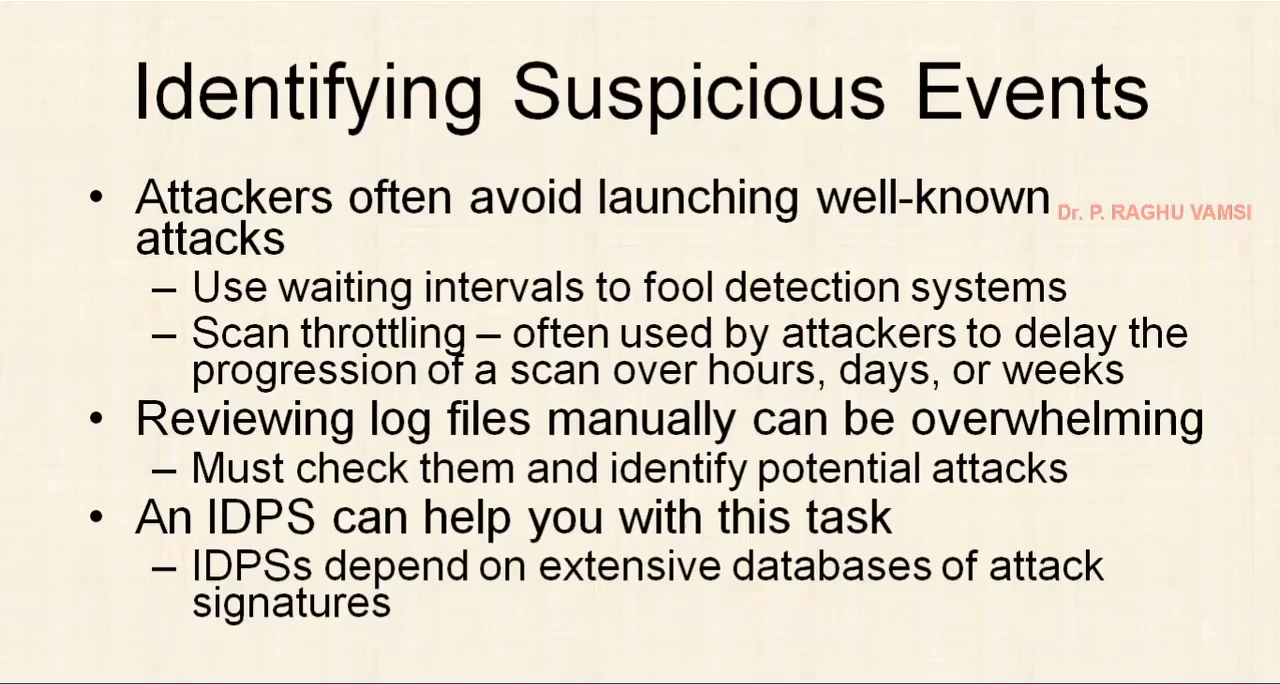 Identifying Suspicious Events
• Attackers often avoid launching well-known
Dr. P. RAGHU VAMSI
attacks
– Use waiting intervals to fool detection systems
– Scan throttling – often used by attackers to delay the
progression of a scan over hours, days, or weeks
• Reviewing log files manually can be overwhelming
– Must check them and identify potential attacks
• An IDPS can help you with this task
– IDPSs depend on extensive databases of attack
signatures